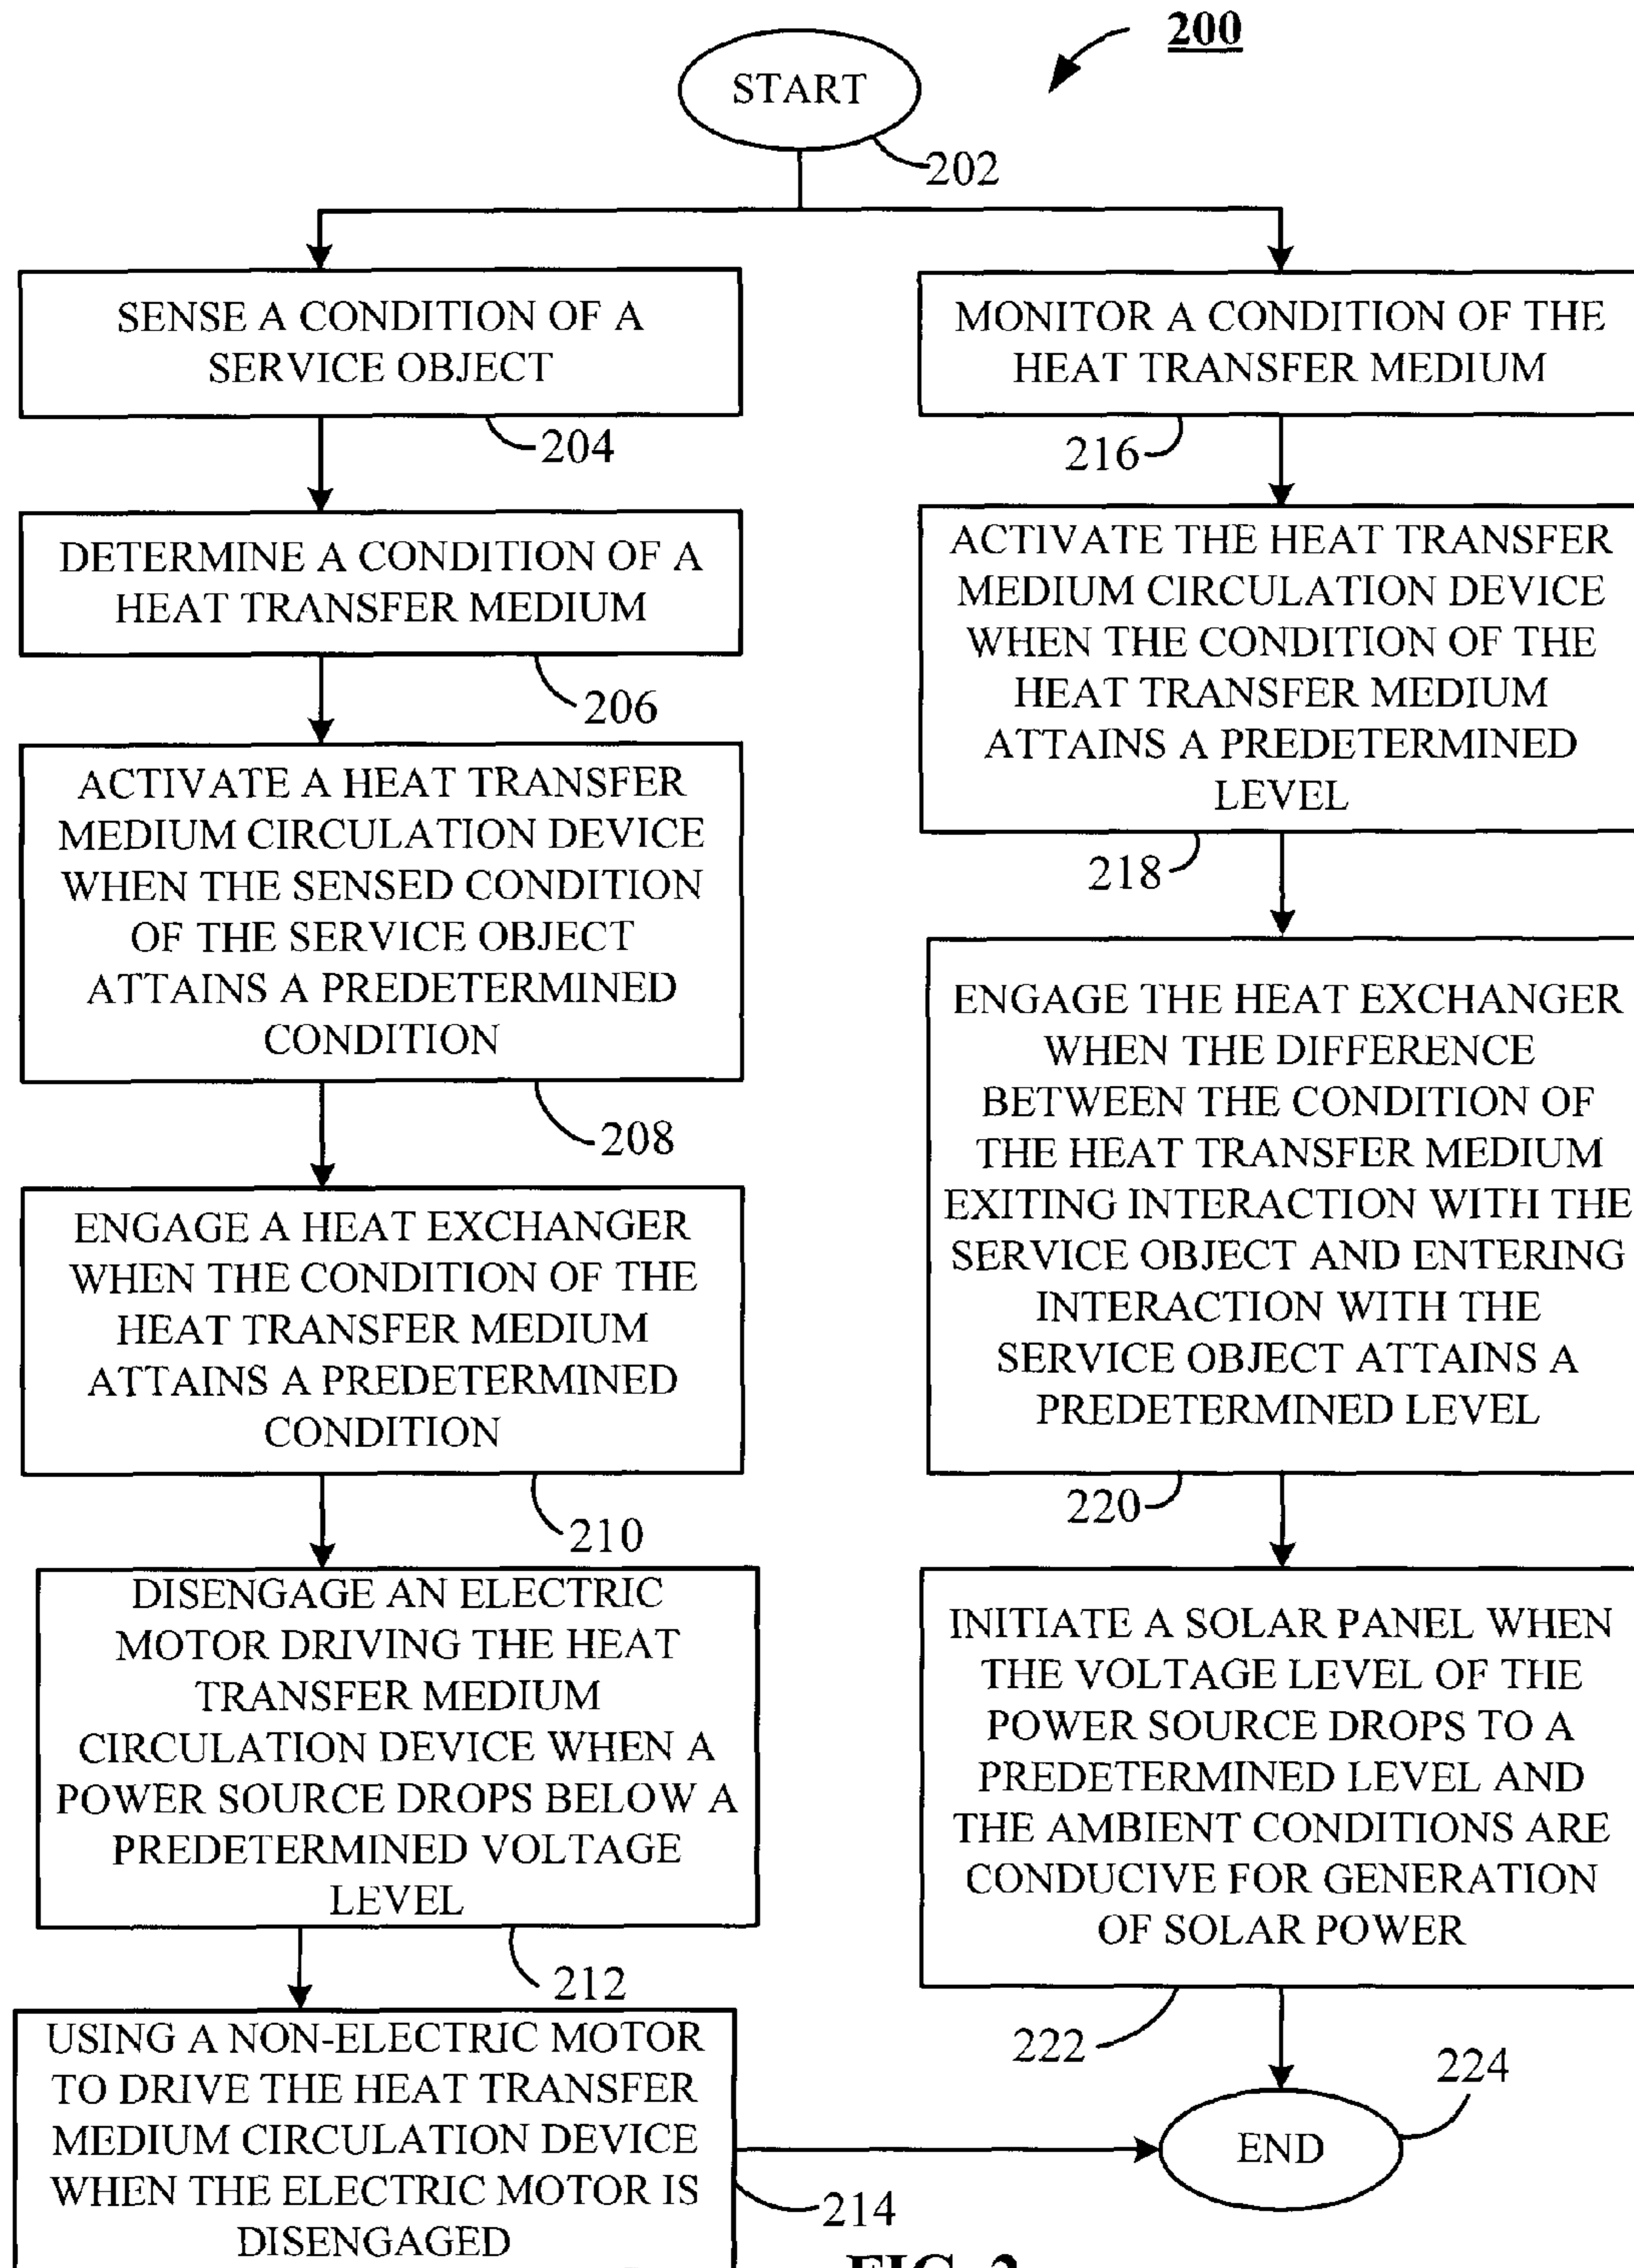 200
START
202
SENSE A CONDITION OF A
SERVICE OBJECT
204
DETERMINE A CONDITION OF A
HEAT TRANSFER MEDIUM
206
ACTIVATE A HEAT TRANSFER
MEDIUM CIRCULATION DEVICE
WHEN THE SENSED CONDITION
OF THE SERVICE OBJECT
ATTAINS A PREDETERMINED
CONDITION
208
ENGAGE A HEAT EXCHANGER
WHEN THE CONDITION OF THE
HEAT TRANSFER MEDIUM
ATTAINS A PREDETERMINED
CONDITION
210
DISENGAGE AN ELECTRIC
MOTOR DRIVING THE HEAT
TRANSFER MEDIUM
CIRCULATION DEVICE WHEN A
POWER SOURCE DROPS BELOW A
PREDETERMINED VOLTAGE
LEVEL
212
USING A NON-ELECTRIC MOTOR
TO DRIVE THE HEAT TRANSFER
MEDIUM CIRCULATION DEVICE
WHEN THE ELECTRIC MOTOR IS
DISENGAGED
214
MONITOR A CONDITION OF THE
HEAT TRANSFER MEDIUM
216
ACTIVATE THE HEAT TRANSFER
MEDIUM CIRCULATION DEVICE
WHEN THE CONDITION OF THE
HEAT TRANSFER MEDIUM
ATTAINS A PREDETERMINED
LEVEL
218
ENGAGE THE HEAT EXCHANGER
WHEN THE DIFFERENCE
BETWEEN THE CONDITION OF
THE HEAT TRANSFER MEDIUM
EXITING INTERACTION WITH THE
SERVICE OBJECT AND ENTERING
INTERACTION WITH THE
SERVICE OBJECT ATTAINS A
PREDETERMINED LEVEL
220
INITIATE A SOLAR PANEL WHEN
THE VOLTAGE LEVEL OF THE
POWER SOURCE DROPS TO A
PREDETERMINED LEVEL AND
THE AMBIENT CONDITIONS ARE
CONDUCIVE FOR GENERATION
OF SOLAR POWER
222
224
END
FIG. 2